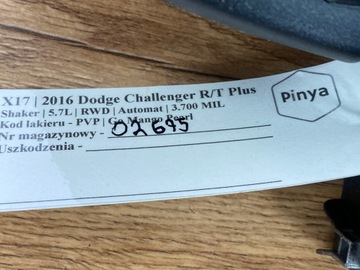 X17 | 2016 Dodge Challenger R/T Plus
Shaker | 5.7L | RWD | Automat | 3.700 MIL
Kod lakieru - PVP | Go Mango Pearl
Nr magazynowy - 02695
Uszkodzenia -
Pinya